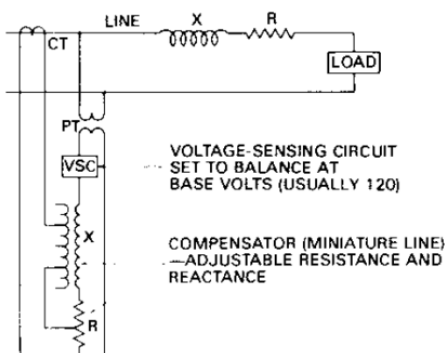 LINE X R
CT
LOAD
PT
VSC
VOLTAGE-SENSING CIRCUIT
SET TO BALANCE AT
BASE VOLTS (USUALLY 120)
X
COMPENSATOR (MINIATURE LINE)
—ADJUSTABLE RESISTANCE AND
REACTANCE
R